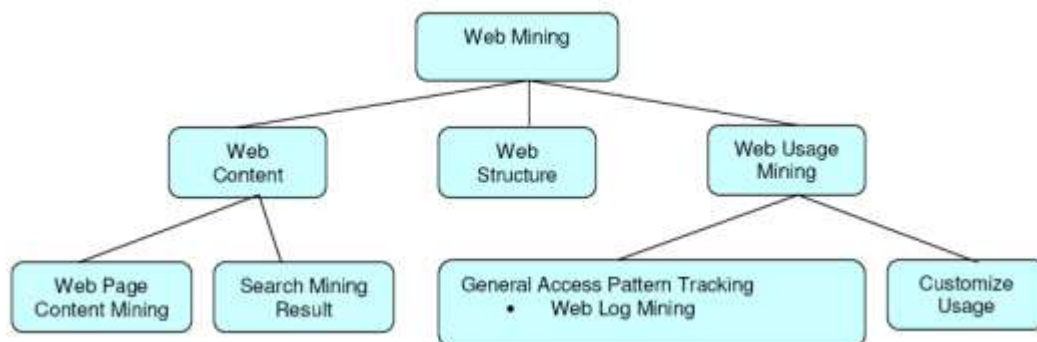 Web Mining
Web
Content
Web
Structure
Web Usage
Mining
Web Page
Content Mining
Search Mining
Result
General Access Pattern Tracking
• Web Log Mining
Customize
Usage